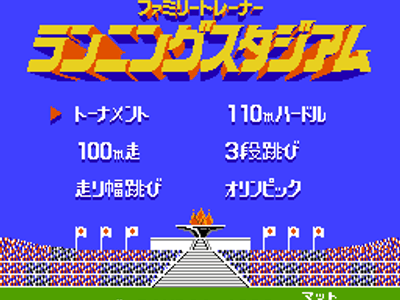 ファミリートレーナー
ランニングスタジアム
トーナメント 110mハードル
100m走 3段跳び
走り幅跳び オリンピック
マット